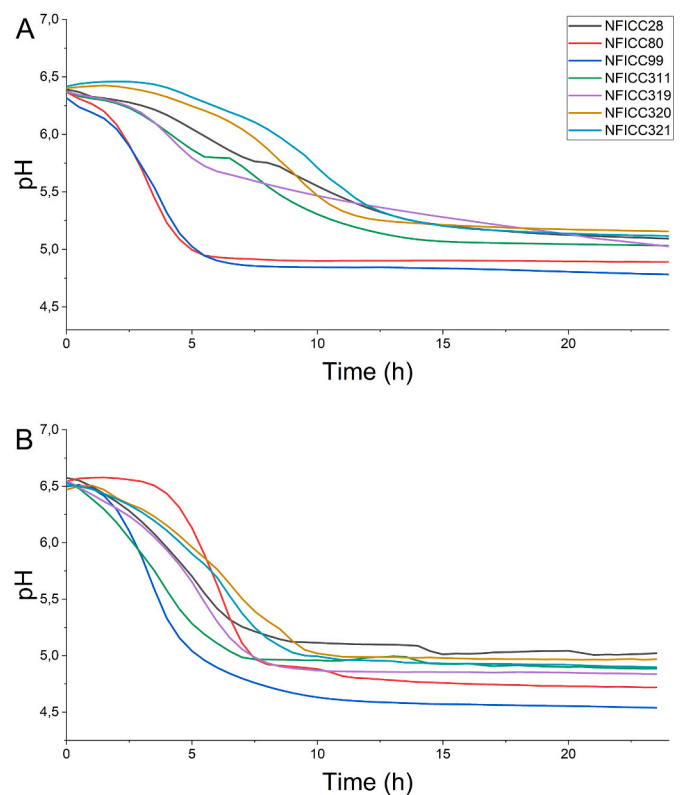 A
7,0
6,5
6,0
5,5
5,0
4,5
pH
0
5
10
15
20
Time (h)
NFICC28
NFICC80
NFICC99
NFICC311
NFICC319
NFICC320
NFICC321
B
7,0
6,5
6,0
5,5
5,0
4,5
pH
0
5
10
15
20
Time (h)